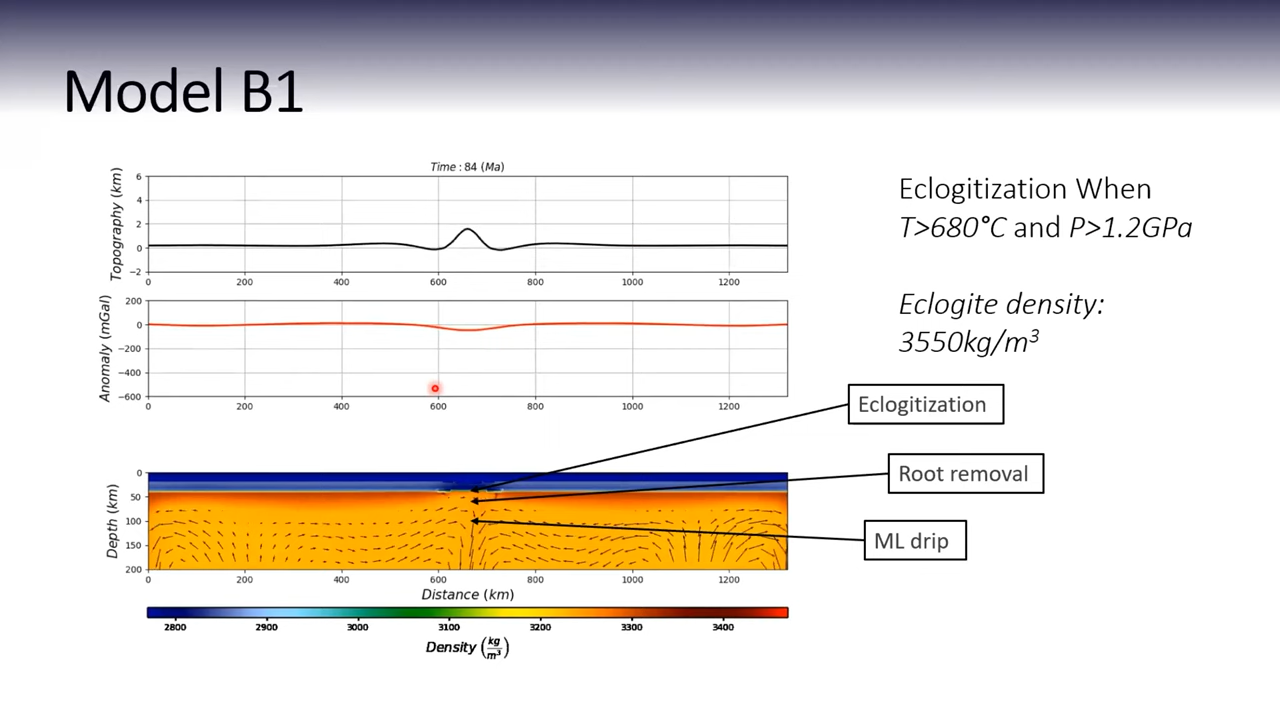 Model B1
Time : 84 (Ma)
Topography (km)
6
4
2
0
−2
0 200 400 600 800 1000 1200
Anomaly (mGal)
200
0
−200
−400
−600
0 200 400 600 800 1000 1200
Depth (km)
0
50
100
150
200
0 200 400 600 800 1000 1200
Distance (km)
2800 2900 3000 3100 3200 3300 3400
Density (kg/m³)
Eclogitization When
T>680°C and P>1.2GPa
Eclogite density:
3550kg/m³
Eclogitization
Root removal
ML drip